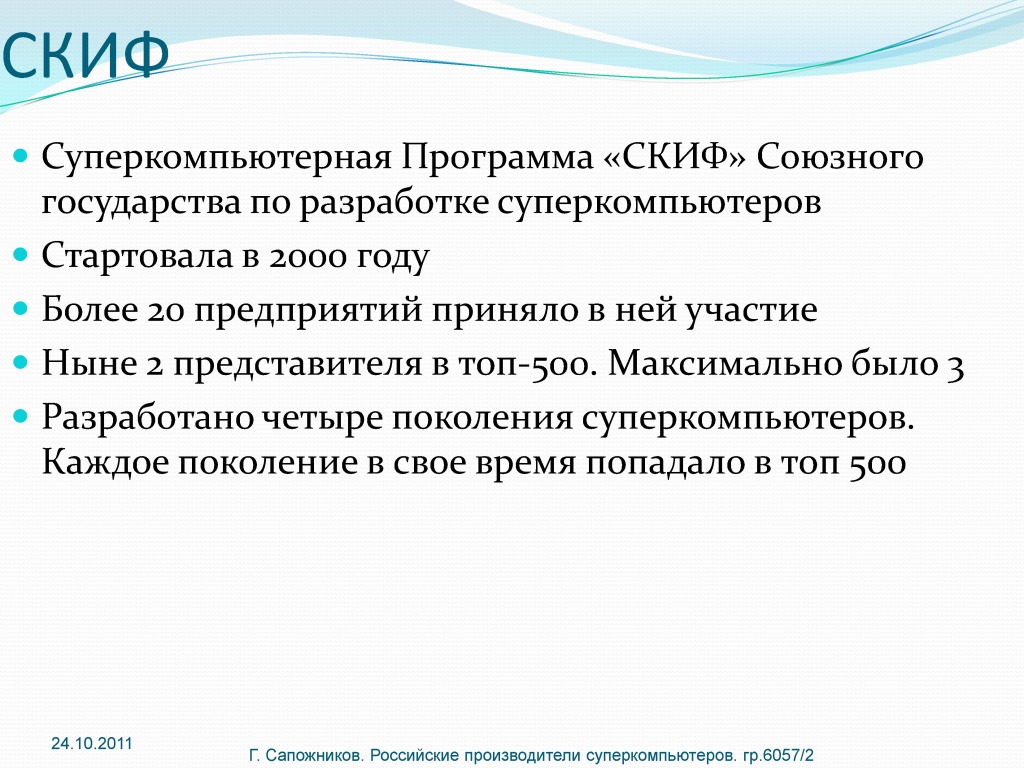 СКИФ
Суперкомпьютерная Программа «СКИФ» Союзного
государства по разработке суперкомпьютеров
Стартовала в 2000 году
Более 20 предприятий приняло в ней участие
Ныне 2 представителя в топ-500. Максимально было 3
Разработано четыре поколения суперкомпьютеров.
Каждое поколение в свое время попадало в топ 500
24.10.2011
Г. Сапожников. Российские производители суперкомпьютеров. гр.6057/2